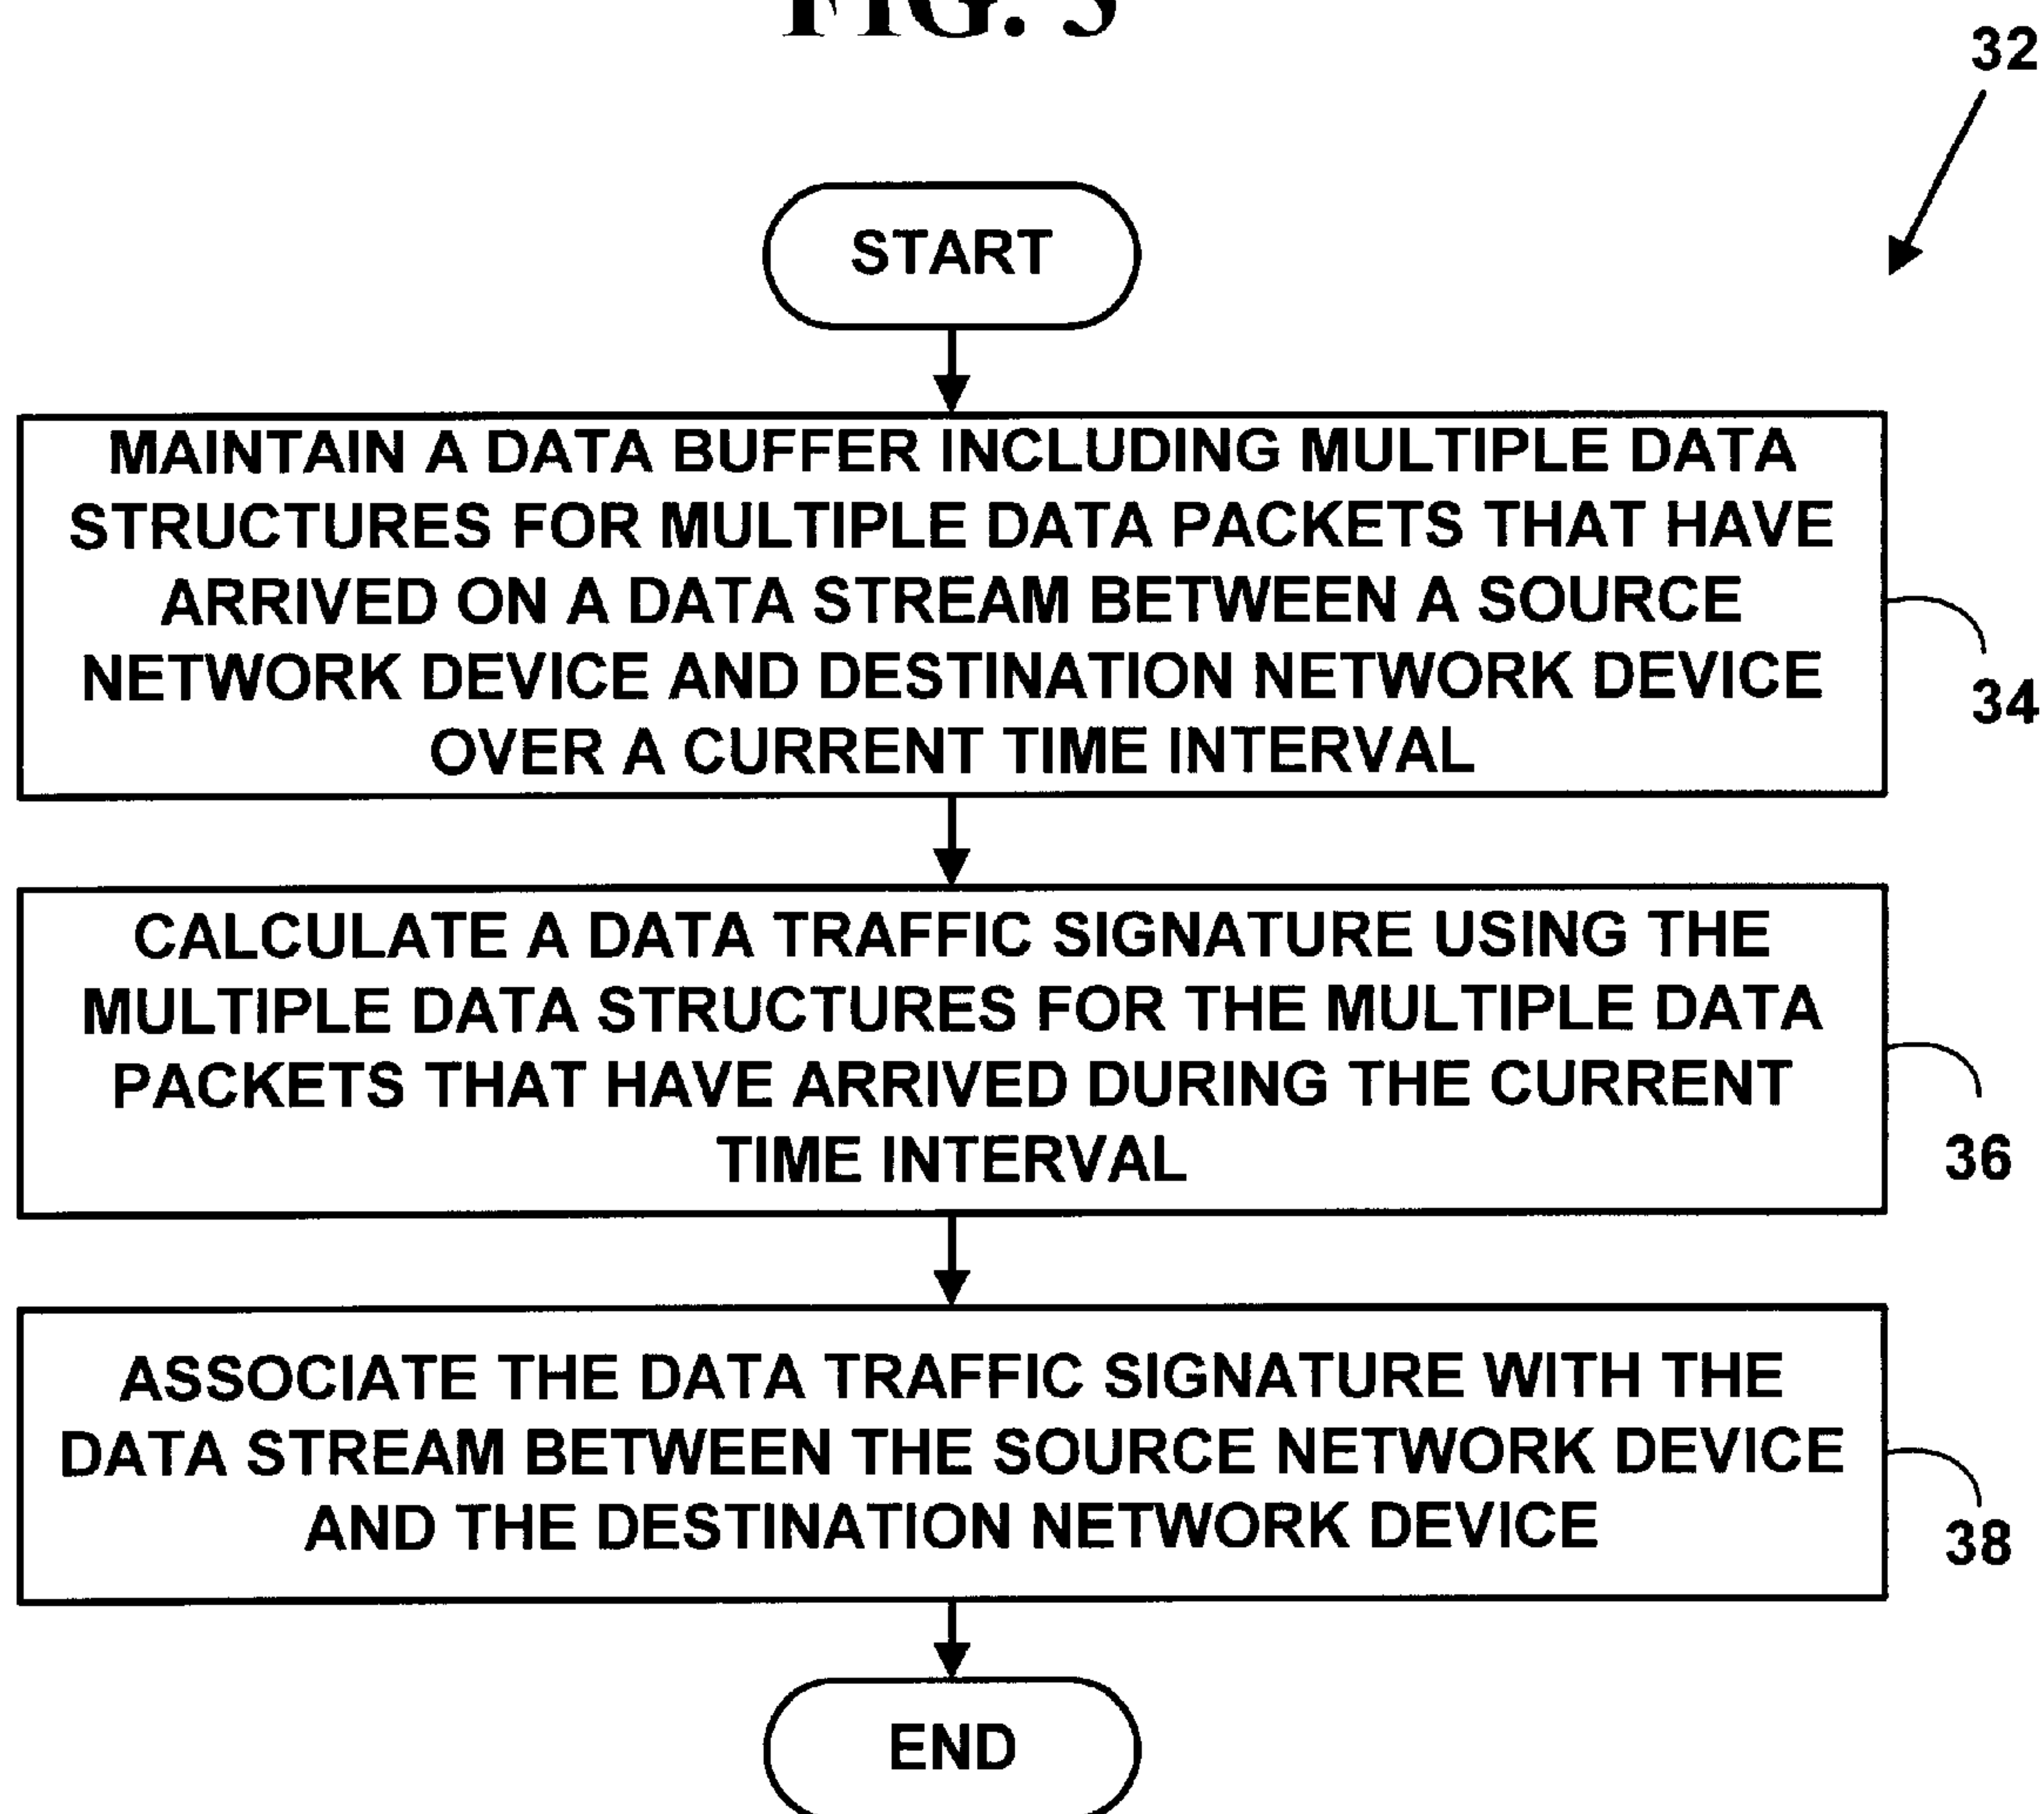 FIG.
32
START
MAINTAIN A DATA BUFFER INCLUDING MULTIPLE DATA
STRUCTURES FOR MULTIPLE DATA PACKETS THAT HAVE
ARRIVED ON A DATA STREAM BETWEEN A SOURCE
NETWORK DEVICE AND DESTINATION NETWORK DEVICE
OVER A CURRENT TIME INTERVAL
34
CALCULATE A DATA TRAFFIC SIGNATURE USING THE
MULTIPLE DATA STRUCTURES FOR THE MULTIPLE DATA
PACKETS THAT HAVE ARRIVED DURING THE CURRENT
TIME INTERVAL
36
ASSOCIATE THE DATA TRAFFIC SIGNATURE WITH THE
DATA STREAM BETWEEN THE SOURCE NETWORK DEVICE
AND THE DESTINATION NETWORK DEVICE
38
END